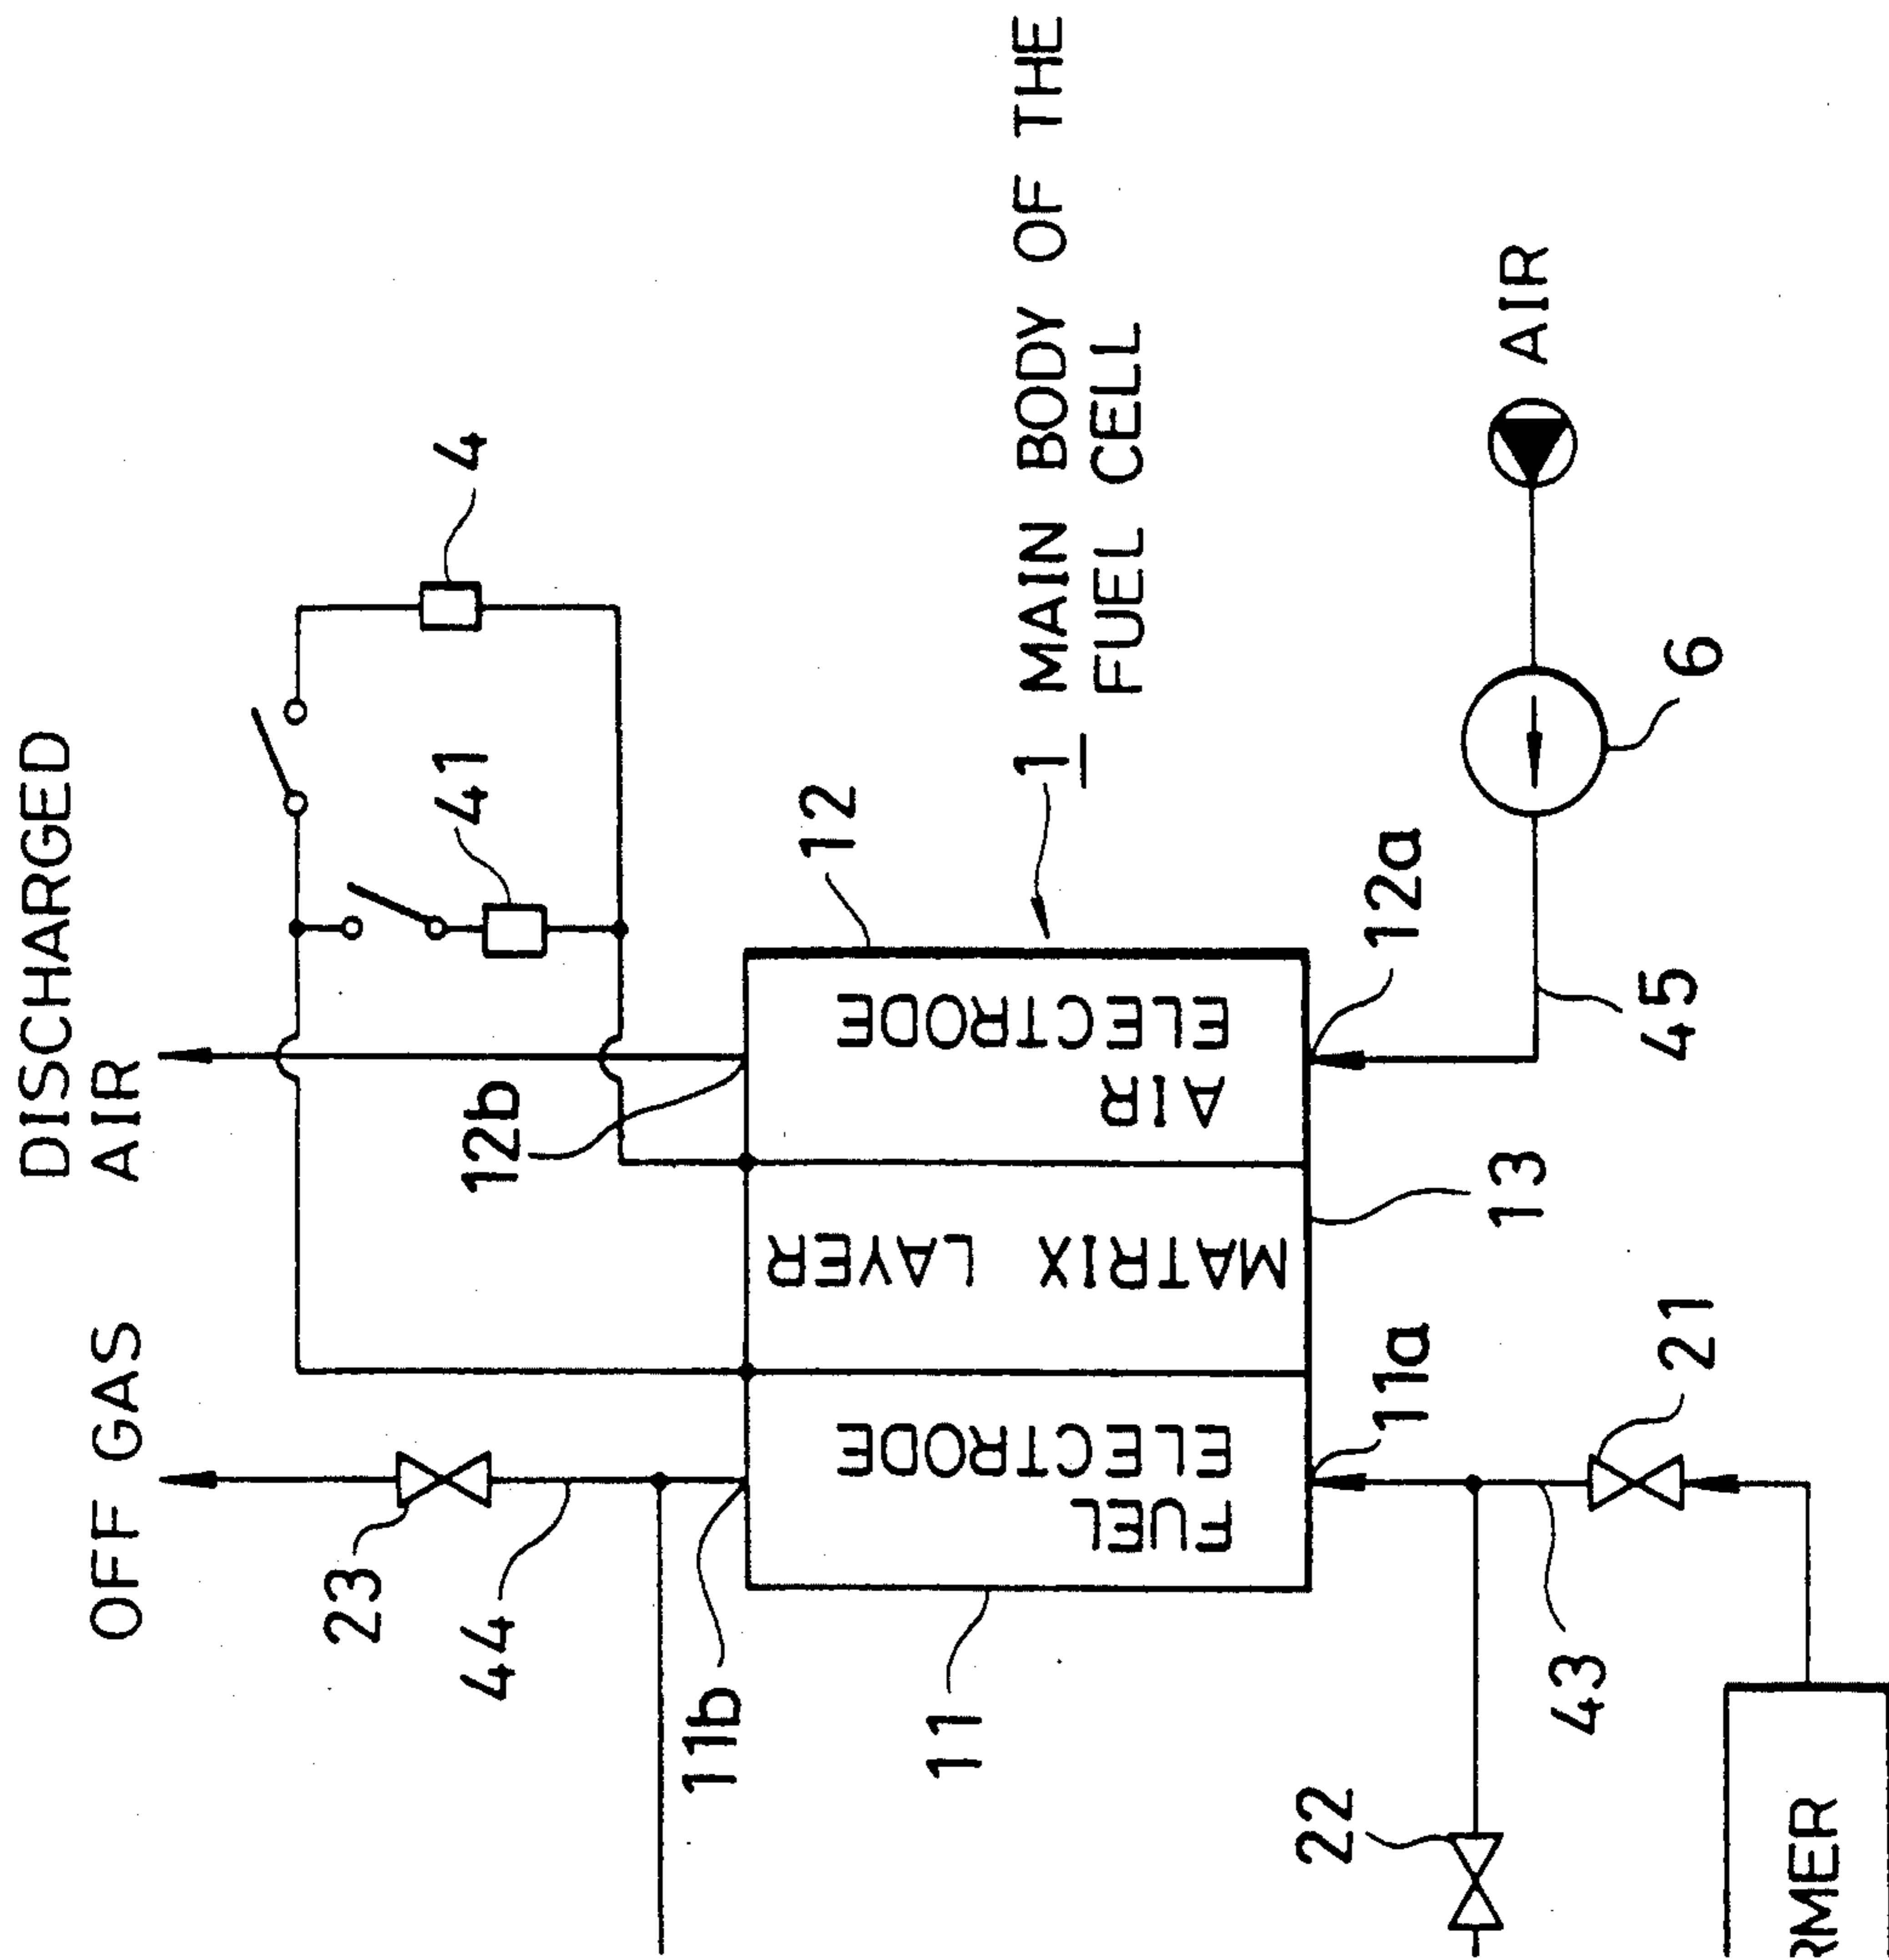 DISCHARGED
AIR
OFF GAS
4
41
23
44
12b
11b
12
1 MAIN BODY OF THE
FUEL CELL
11
FUEL
ELECTRODE
MATRIX LAYER
AIR
ELECTRODE
11a
12a
13
AIR
6
45
22
43
21
RMER